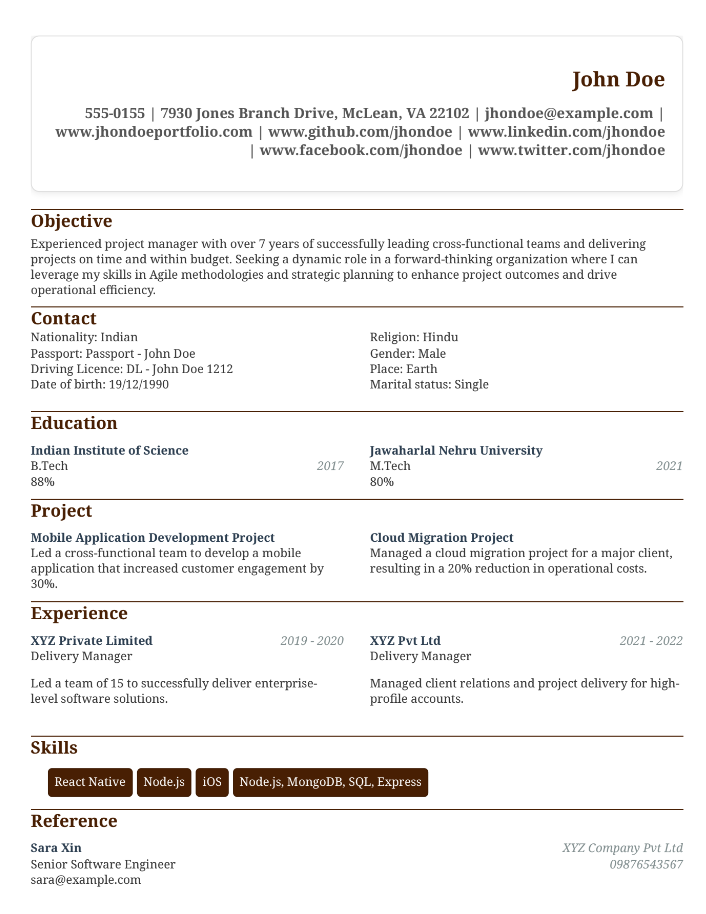 John Doe
555-0155 | 7930 Jones Branch Drive, McLean, VA 22102 | jhondoe@example.com |
www.jhondoeportfolio.com | www.github.com/jhondoe | www.linkedin.com/jhondoe
| www.facebook.com/jhondoe | www.twitter.com/jhondoe
Objective
Experienced project manager with over 7 years of successfully leading cross-functional teams and delivering
projects on time and within budget. Seeking a dynamic role in a forward-thinking organization where I can
leverage my skills in Agile methodologies and strategic planning to enhance project outcomes and drive
operational efficiency.
Contact
Nationality: Indian
Passport: Passport - John Doe
Driving Licence: DL - John Doe 1212
Date of birth: 19/12/1990
Religion: Hindu
Gender: Male
Place: Earth
Marital status: Single
Education
Indian Institute of Science
B.Tech 2017
88%
Jawaharlal Nehru University
M.Tech 2021
80%
Project
Mobile Application Development Project
Led a cross-functional team to develop a mobile
application that increased customer engagement by
30%.
Cloud Migration Project
Managed a cloud migration project for a major client,
resulting in a 20% reduction in operational costs.
Experience
XYZ Private Limited 2019 - 2020
Delivery Manager
Led a team of 15 to successfully deliver enterprise-
level software solutions.
XYZ Pvt Ltd 2021 - 2022
Delivery Manager
Managed client relations and project delivery for high-
profile accounts.
Skills
React Native Node.js iOS Node.js, MongoDB, SQL, Express
Reference
Sara Xin XYZ Company Pvt Ltd
Senior Software Engineer 09876543567
sara@example.com